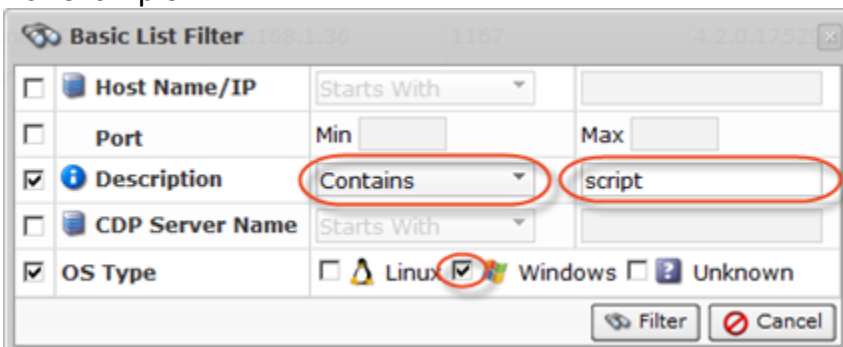 Basic List Filter
Host Name/IP Starts With
Port Min Max
Description Contains script
CDP Server Name Starts With
OS Type Linux Windows Unknown
Filter Cancel